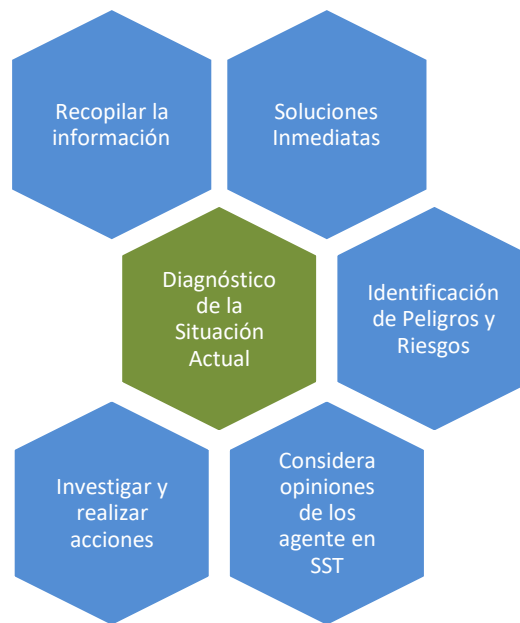 Recopilar la
información
Soluciones
Inmediatas
Diagnóstico
de la
Situación
Actual
Identificación
de Peligros y
Riesgos
Investigar y
realizar
acciones
Considera
opiniones
de los
agente en
SST